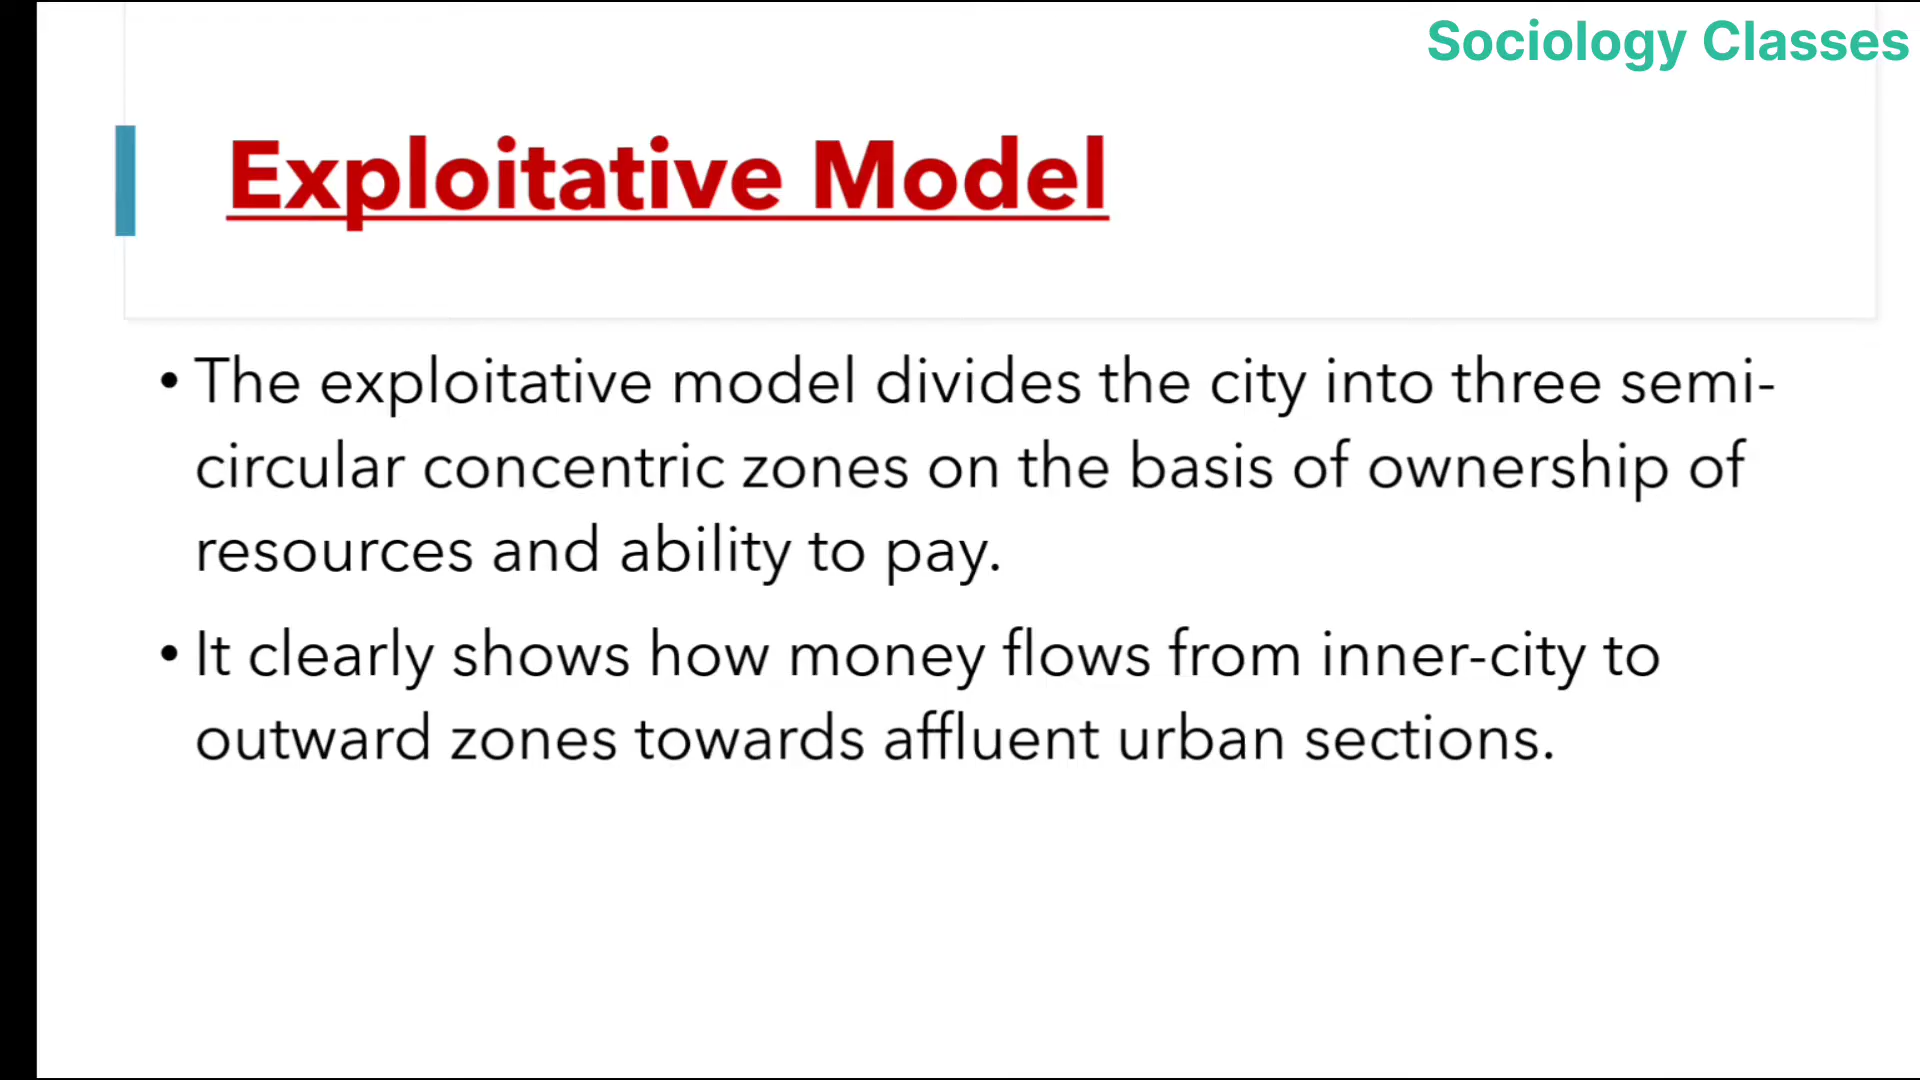 Sociology Classes
Exploitative Model
• The exploitative model divides the city into three semi-
circular concentric zones on the basis of ownership of
resources and ability to pay.
• It clearly shows how money flows from inner-city to
outward zones towards affluent urban sections.